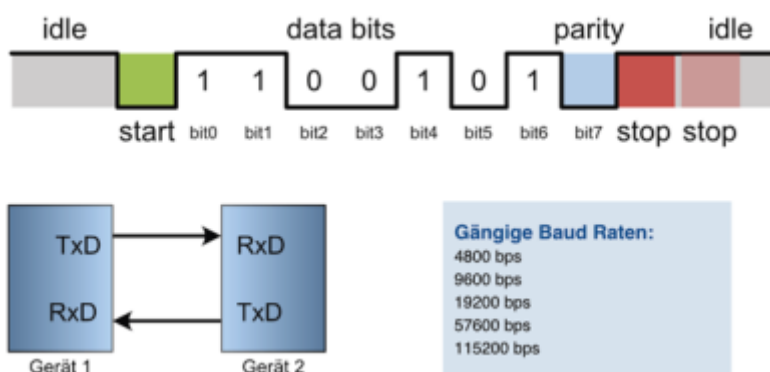 idle data bits parity idle
1 1 0 0 1 0 1
start bit0 bit1 bit2 bit3 bit4 bit5 bit6 bit7 stop stop
TxD RxD
RxD TxD
Gerät 1 Gerät 2
Gängige Baud Raten:
4800 bps
9600 bps
19200 bps
57600 bps
115200 bps